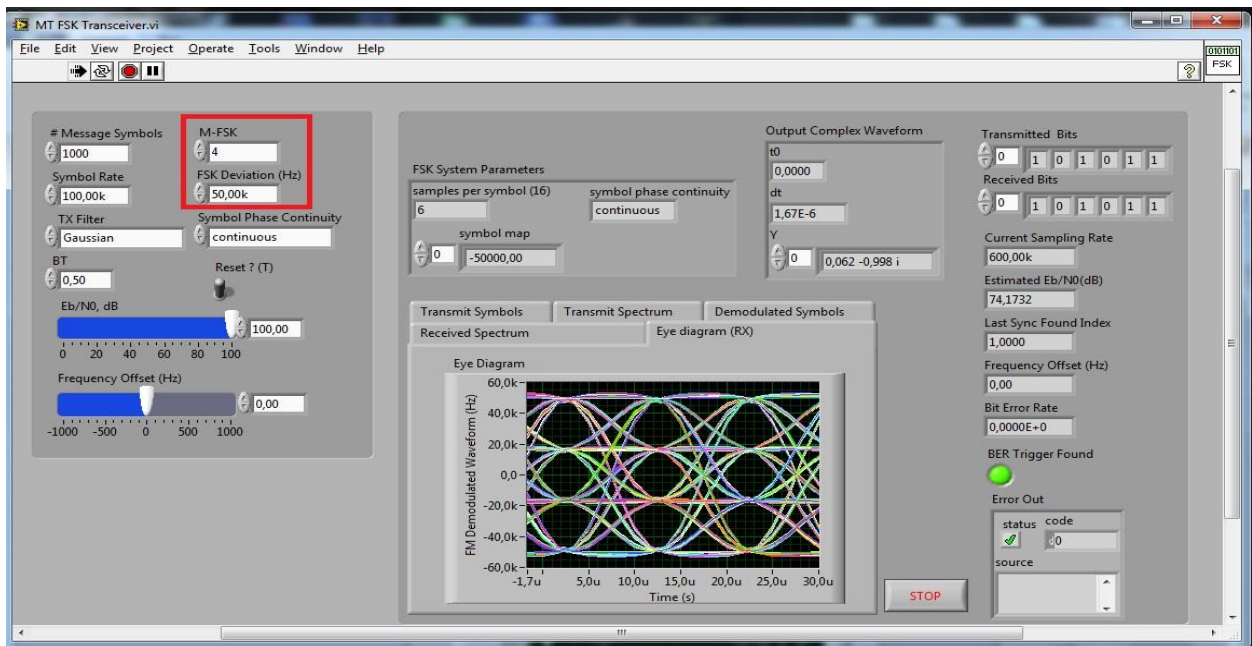 MT FSK Transceiver.vi
File Edit View Project Operate Tools Window Help
0101101
FSK
# Message Symbols
1000
M-FSK
4
Symbol Rate
100,00k
FSK Deviation (Hz)
50,00k
TX Filter
Gaussian
Symbol Phase Continuity
continuous
BT
0,50
Reset ? (T)
Eb/N0, dB
100,00
0 20 40 60 80 100
Frequency Offset (Hz)
0,00
-1000 -500 0 500 1000
FSK System Parameters
samples per symbol (16)
6
symbol phase continuity
continuous
symbol map
0 -50000,00
Output Complex Waveform
t0
0,0000
dt
1,67E-6
Y
0 0,062 -0,998 i
Transmit Symbols Transmit Spectrum Demodulated Symbols
Received Spectrum Eye diagram (RX)
Eye Diagram
FM Demodulated Waveform (Hz)
60,0k
40,0k
20,0k
0,0
-20,0k
-40,0k
-60,0k
-1,7u 5,0u 10,0u 15,0u 20,0u 25,0u 30,0u
Time (s)
STOP
Transmitted Bits
0 1 0 1 0 1 1
Received Bits
0 1 0 1 0 1 1
Current Sampling Rate
600,00k
Estimated Eb/N0(dB)
74,1732
Last Sync Found Index
1,0000
Frequency Offset (Hz)
0,00
Bit Error Rate
0,0000E+0
BER Trigger Found
Error Out
status code
0
source